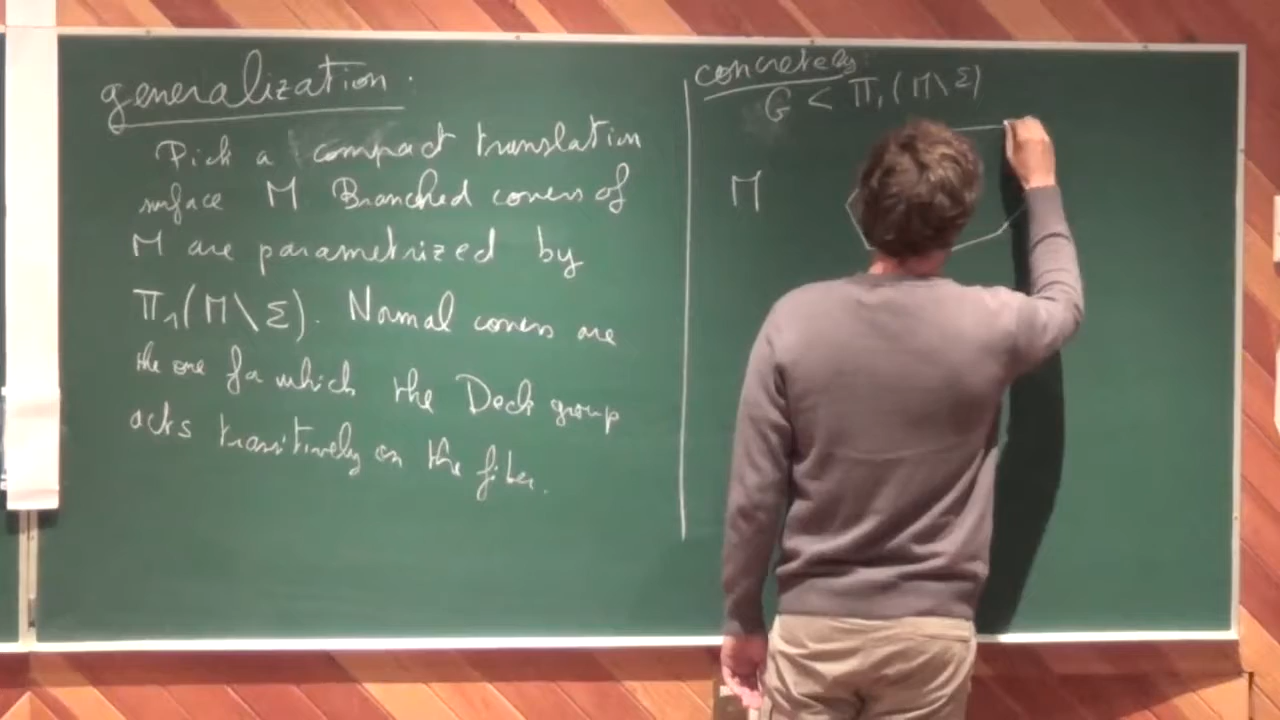 generalization:
Pick a compact translation
surface M Branched covers of
M are parametrized by
Π₁(M\Σ). Normal covers are
the one for which the Deck group
acts transitively on the fiber.
concretely:
G < Π₁(M\Σ)
M